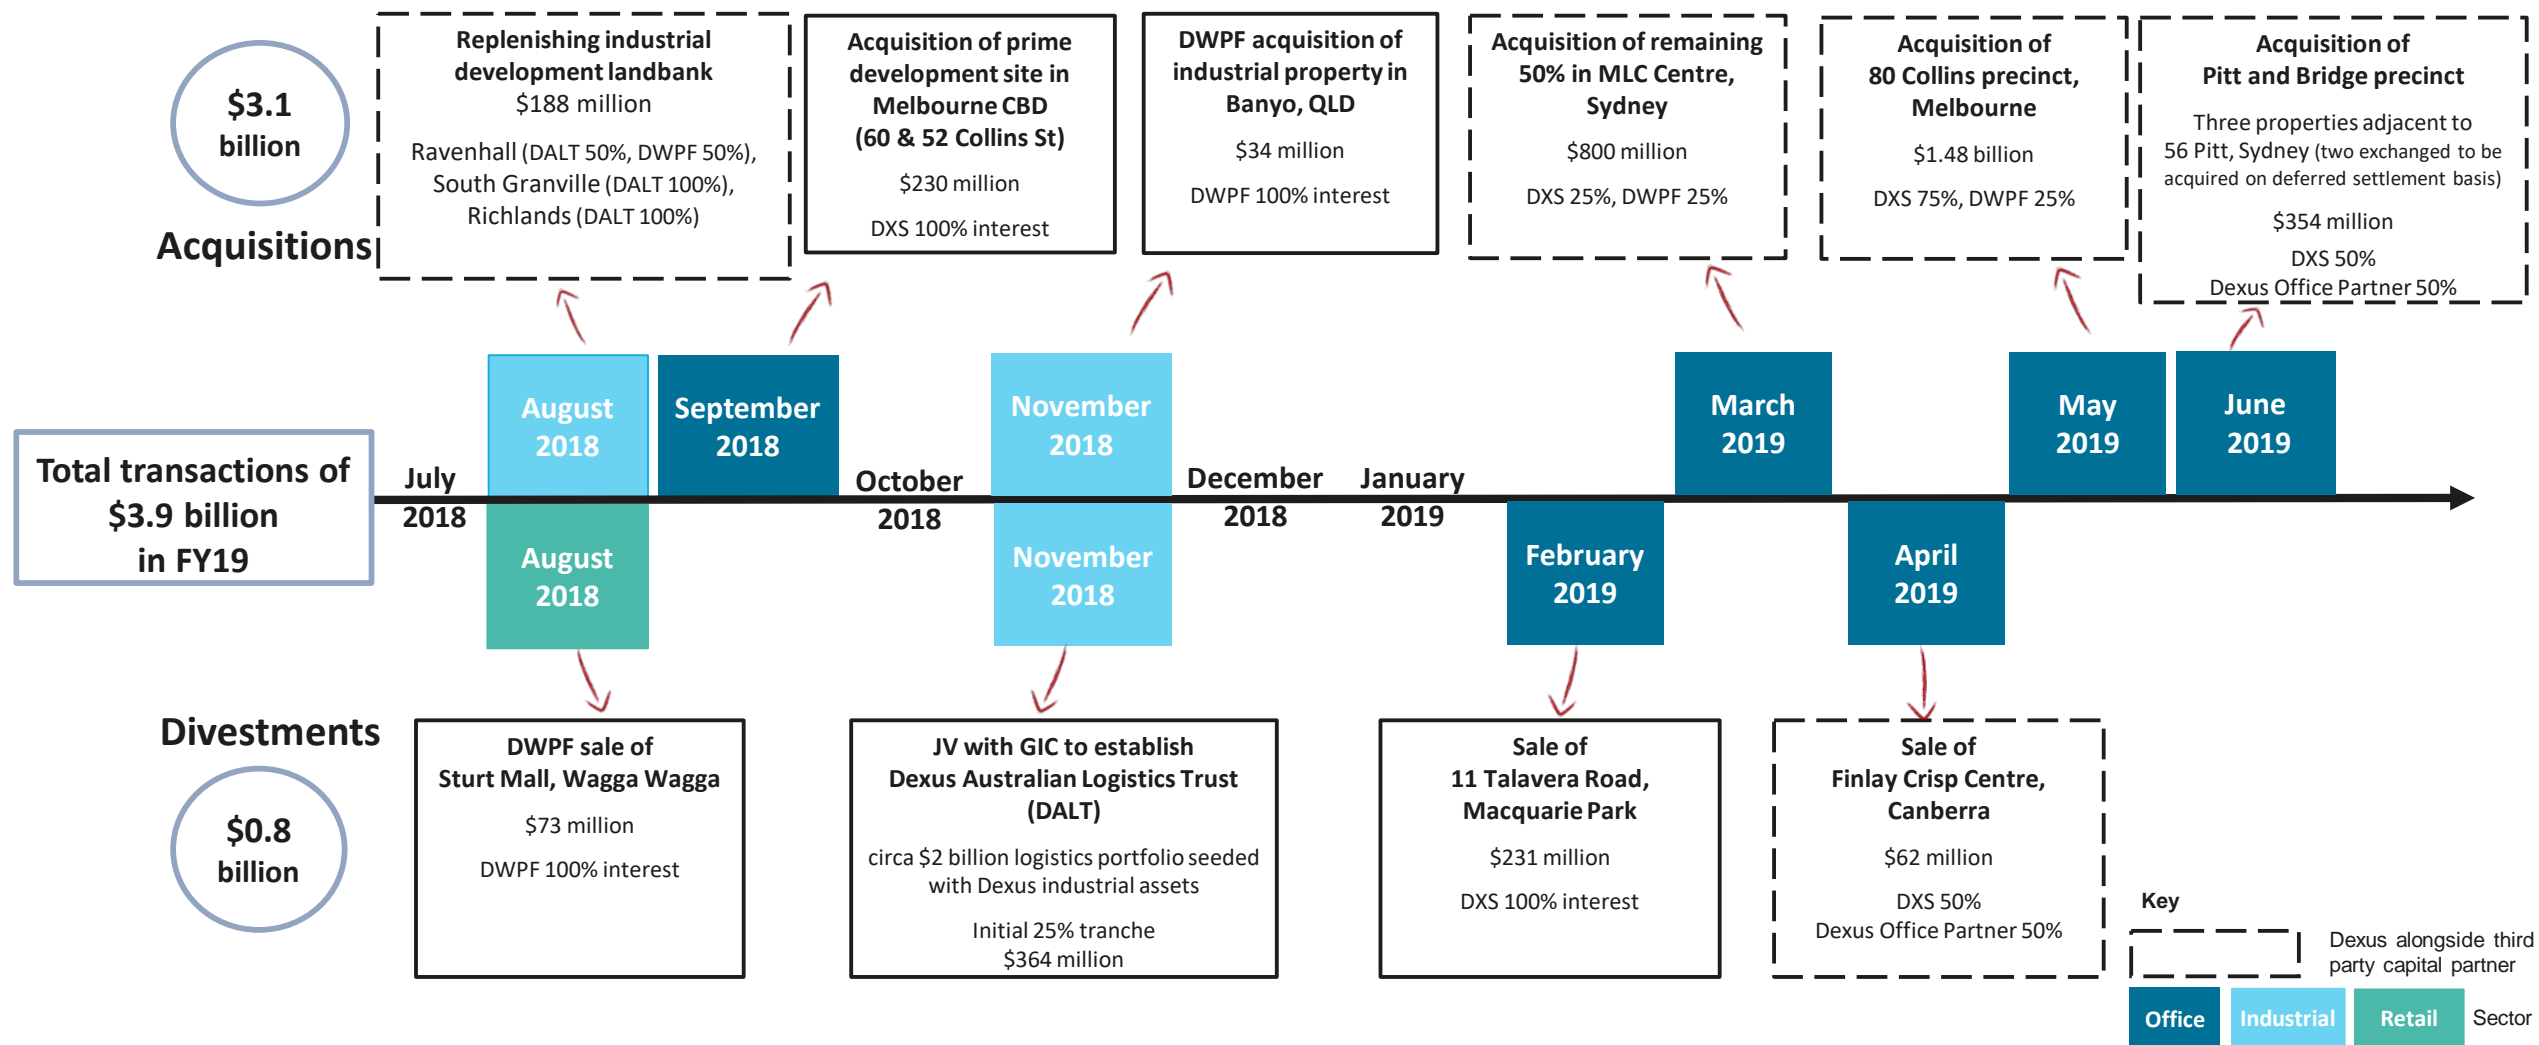 $3.1
billion
Acquisitions
Replenishing industrial
development landbank
$188 million
Ravenhall (DALT 50%, DWPF 50%),
South Granville (DALT 100%),
Richlands (DALT 100%)
Acquisition of prime
development site in
Melbourne CBD
(60 & 52 Collins St)
$230 million
DXS 100% interest
DWPF acquisition of
industrial property in
Banyo, QLD
$34 million
DWPF 100% interest
Acquisition of remaining
50% in MLC Centre,
Sydney
$800 million
DXS 25%, DWPF 25%
Acquisition of
80 Collins precinct,
Melbourne
$1.48 billion
DXS 75%, DWPF 25%
Acquisition of
Pitt and Bridge precinct
Three properties adjacent to
56 Pitt, Sydney (two exchanged to be
acquired on deferred settlement basis)
$354 million
DXS 50%
Dexus Office Partner 50%
Total transactions of
$3.9 billion
in FY19
July
2018
August
2018
September
2018
October
2018
November
2018
December
2018
January
2019
March
2019
May
2019
June
2019
August
2018
November
2018
February
2019
April
2019
Divestments
$0.8
billion
DWPF sale of
Sturt Mall, Wagga Wagga
$73 million
DWPF 100% interest
JV with GIC to establish
Dexus Australian Logistics Trust
(DALT)
circa $2 billion logistics portfolio seeded
with Dexus industrial assets
Initial 25% tranche
$364 million
Sale of
11 Talavera Road,
Macquarie Park
$231 million
DXS 100% interest
Sale of
Finlay Crisp Centre,
Canberra
$62 million
DXS 50%
Dexus Office Partner 50%
Key
Dexus alongside third
party capital partner
Office
Industrial
Retail
Sector